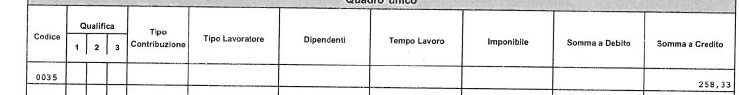 Quadro unico
Codice Qualifica 1 2 3 Tipo Contribuzione Tipo Lavoratore Dipendenti Tempo Lavoro Imponibile Somma a Debito Somma a Credito
0035 258,33